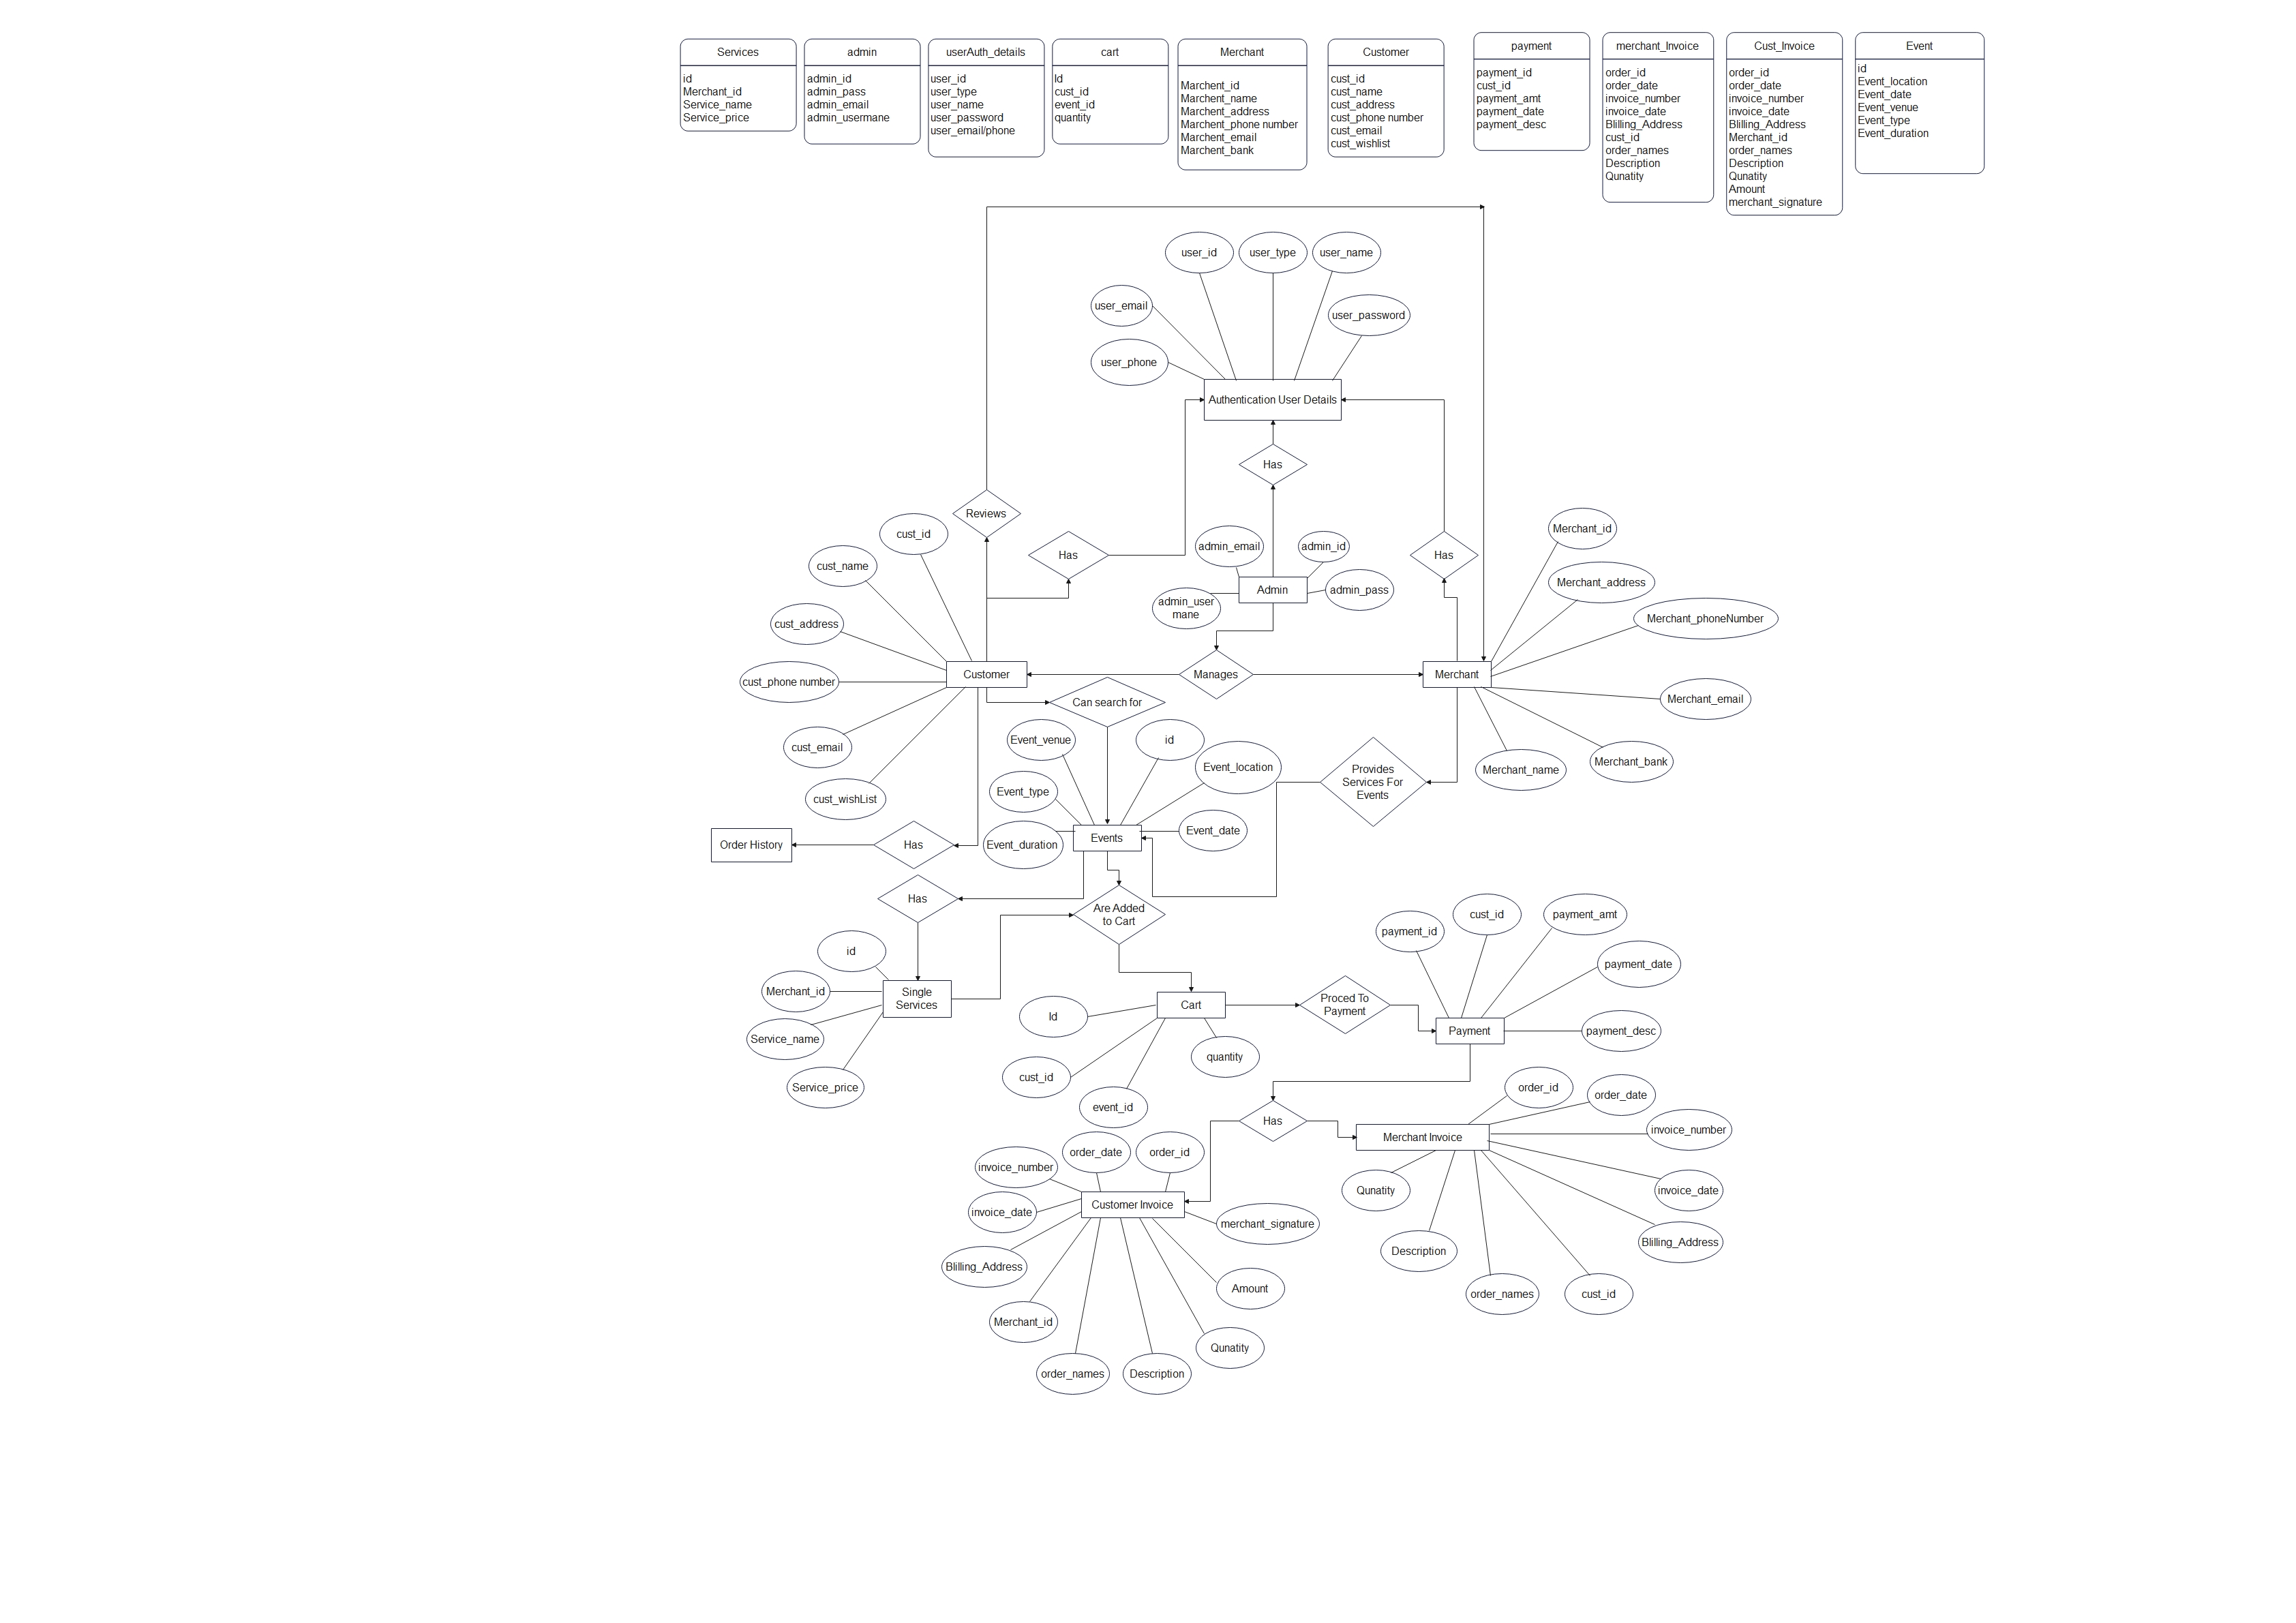 Services
id
Merchant_id
Service_name
Service_price
admin
admin_id
admin_pass
admin_email
admin_usermane
userAuth_details
user_id
user_type
user_name
user_password
user_email/phone
cart
Id
cust_id
event_id
quantity
Merchant
Marchent_id
Marchent_name
Marchent_address
Marchent_phone number
Marchent_email
Marchent_bank
Customer
cust_id
cust_name
cust_address
cust_phone number
cust_email
cust_wishlist
payment
payment_id
cust_id
payment_amt
payment_date
payment_desc
merchant_Invoice
order_id
order_date
invoice_number
invoice_date
Blilling_Address
cust_id
order_names
Description
Qunatity
Cust_Invoice
order_id
order_date
invoice_number
invoice_date
Blilling_Address
Merchant_id
order_names
Description
Qunatity
Amount
merchant_signature
Event
id
Event_location
Event_date
Event_venue
Event_type
Event_duration
user_id
user_type
user_name
user_email
user_password
user_phone
Authentication User Details
Has
Reviews
Has
Has
cust_id
cust_name
cust_address
cust_phone number
cust_email
cust_wishList
admin_email
admin_id
Admin
admin_pass
admin_user
mane
Merchant_id
Merchant_address
Merchant_phoneNumber
Merchant_email
Merchant_bank
Merchant_name
Customer
Manages
Merchant
Can search for
Event_venue
id
Event_location
Event_type
Event_date
Event_duration
Events
Provides
Services For
Events
Order History
Has
Has
Are Added
to Cart
id
Merchant_id
Single
Services
Service_name
Service_price
Id
Cart
cust_id
event_id
quantity
Proced To
Payment
payment_id
cust_id
payment_amt
payment_date
Payment
payment_desc
Has
order_id
order_date
invoice_number
Merchant Invoice
invoice_date
Qunatity
Blilling_Address
Description
order_names
cust_id
order_date
order_id
invoice_number
Customer Invoice
invoice_date
merchant_signature
Blilling_Address
Amount
Merchant_id
Qunatity
order_names
Description